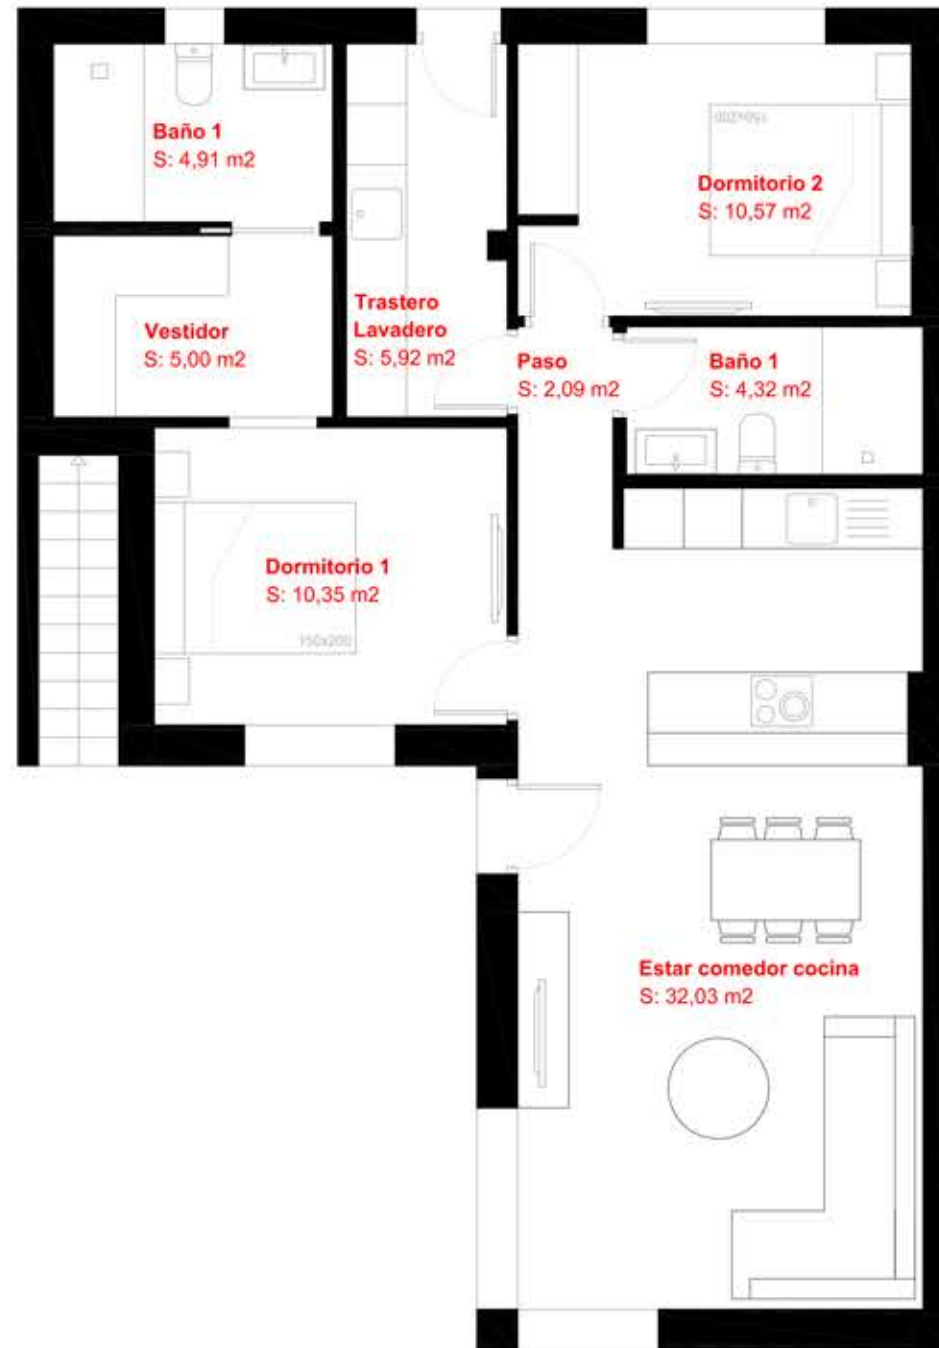 Baño 1
S: 4,91 m2
150x200
Dormitorio 2
S: 10,57 m2
Vestidor
S: 5,00 m2
Trastero
Lavadero
S: 5,92 m2
Paso
S: 2,09 m2
Baño 1
S: 4,32 m2
Dormitorio 1
S: 10,35 m2
150x200
Estar comedor cocina
S: 32,03 m2